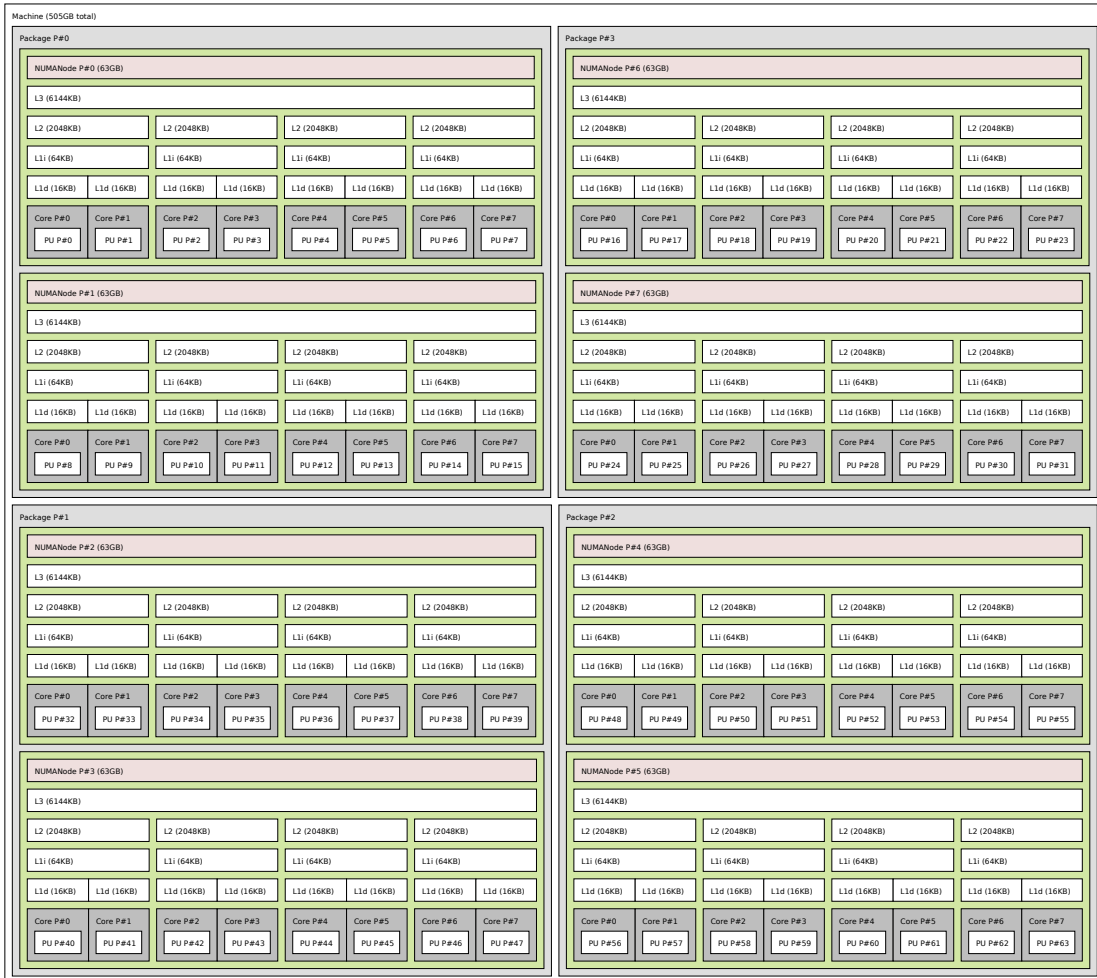 Machine (505GB total)
Package P#0
NUMANode P#0 (63GB)
L3 (6144KB)
L2 (2048KB) L2 (2048KB) L2 (2048KB) L2 (2048KB)
L1i (64KB) L1i (64KB) L1i (64KB) L1i (64KB)
L1d (16KB) L1d (16KB) L1d (16KB) L1d (16KB) L1d (16KB) L1d (16KB) L1d (16KB) L1d (16KB)
Core P#0 Core P#1 Core P#2 Core P#3 Core P#4 Core P#5 Core P#6 Core P#7
PU P#0 PU P#1 PU P#2 PU P#3 PU P#4 PU P#5 PU P#6 PU P#7
NUMANode P#1 (63GB)
L3 (6144KB)
L2 (2048KB) L2 (2048KB) L2 (2048KB) L2 (2048KB)
L1i (64KB) L1i (64KB) L1i (64KB) L1i (64KB)
L1d (16KB) L1d (16KB) L1d (16KB) L1d (16KB) L1d (16KB) L1d (16KB) L1d (16KB) L1d (16KB)
Core P#0 Core P#1 Core P#2 Core P#3 Core P#4 Core P#5 Core P#6 Core P#7
PU P#8 PU P#9 PU P#10 PU P#11 PU P#12 PU P#13 PU P#14 PU P#15
Package P#3
NUMANode P#6 (63GB)
L3 (6144KB)
L2 (2048KB) L2 (2048KB) L2 (2048KB) L2 (2048KB)
L1i (64KB) L1i (64KB) L1i (64KB) L1i (64KB)
L1d (16KB) L1d (16KB) L1d (16KB) L1d (16KB) L1d (16KB) L1d (16KB) L1d (16KB) L1d (16KB)
Core P#0 Core P#1 Core P#2 Core P#3 Core P#4 Core P#5 Core P#6 Core P#7
PU P#16 PU P#17 PU P#18 PU P#19 PU P#20 PU P#21 PU P#22 PU P#23
NUMANode P#7 (63GB)
L3 (6144KB)
L2 (2048KB) L2 (2048KB) L2 (2048KB) L2 (2048KB)
L1i (64KB) L1i (64KB) L1i (64KB) L1i (64KB)
L1d (16KB) L1d (16KB) L1d (16KB) L1d (16KB) L1d (16KB) L1d (16KB) L1d (16KB) L1d (16KB)
Core P#0 Core P#1 Core P#2 Core P#3 Core P#4 Core P#5 Core P#6 Core P#7
PU P#24 PU P#25 PU P#26 PU P#27 PU P#28 PU P#29 PU P#30 PU P#31
Package P#1
NUMANode P#2 (63GB)
L3 (6144KB)
L2 (2048KB) L2 (2048KB) L2 (2048KB) L2 (2048KB)
L1i (64KB) L1i (64KB) L1i (64KB) L1i (64KB)
L1d (16KB) L1d (16KB) L1d (16KB) L1d (16KB) L1d (16KB) L1d (16KB) L1d (16KB) L1d (16KB)
Core P#0 Core P#1 Core P#2 Core P#3 Core P#4 Core P#5 Core P#6 Core P#7
PU P#32 PU P#33 PU P#34 PU P#35 PU P#36 PU P#37 PU P#38 PU P#39
NUMANode P#3 (63GB)
L3 (6144KB)
L2 (2048KB) L2 (2048KB) L2 (2048KB) L2 (2048KB)
L1i (64KB) L1i (64KB) L1i (64KB) L1i (64KB)
L1d (16KB) L1d (16KB) L1d (16KB) L1d (16KB) L1d (16KB) L1d (16KB) L1d (16KB) L1d (16KB)
Core P#0 Core P#1 Core P#2 Core P#3 Core P#4 Core P#5 Core P#6 Core P#7
PU P#40 PU P#41 PU P#42 PU P#43 PU P#44 PU P#45 PU P#46 PU P#47
Package P#2
NUMANode P#4 (63GB)
L3 (6144KB)
L2 (2048KB) L2 (2048KB) L2 (2048KB) L2 (2048KB)
L1i (64KB) L1i (64KB) L1i (64KB) L1i (64KB)
L1d (16KB) L1d (16KB) L1d (16KB) L1d (16KB) L1d (16KB) L1d (16KB) L1d (16KB) L1d (16KB)
Core P#0 Core P#1 Core P#2 Core P#3 Core P#4 Core P#5 Core P#6 Core P#7
PU P#48 PU P#49 PU P#50 PU P#51 PU P#52 PU P#53 PU P#54 PU P#55
NUMANode P#5 (63GB)
L3 (6144KB)
L2 (2048KB) L2 (2048KB) L2 (2048KB) L2 (2048KB)
L1i (64KB) L1i (64KB) L1i (64KB) L1i (64KB)
L1d (16KB) L1d (16KB) L1d (16KB) L1d (16KB) L1d (16KB) L1d (16KB) L1d (16KB) L1d (16KB)
Core P#0 Core P#1 Core P#2 Core P#3 Core P#4 Core P#5 Core P#6 Core P#7
PU P#56 PU P#57 PU P#58 PU P#59 PU P#60 PU P#61 PU P#62 PU P#63